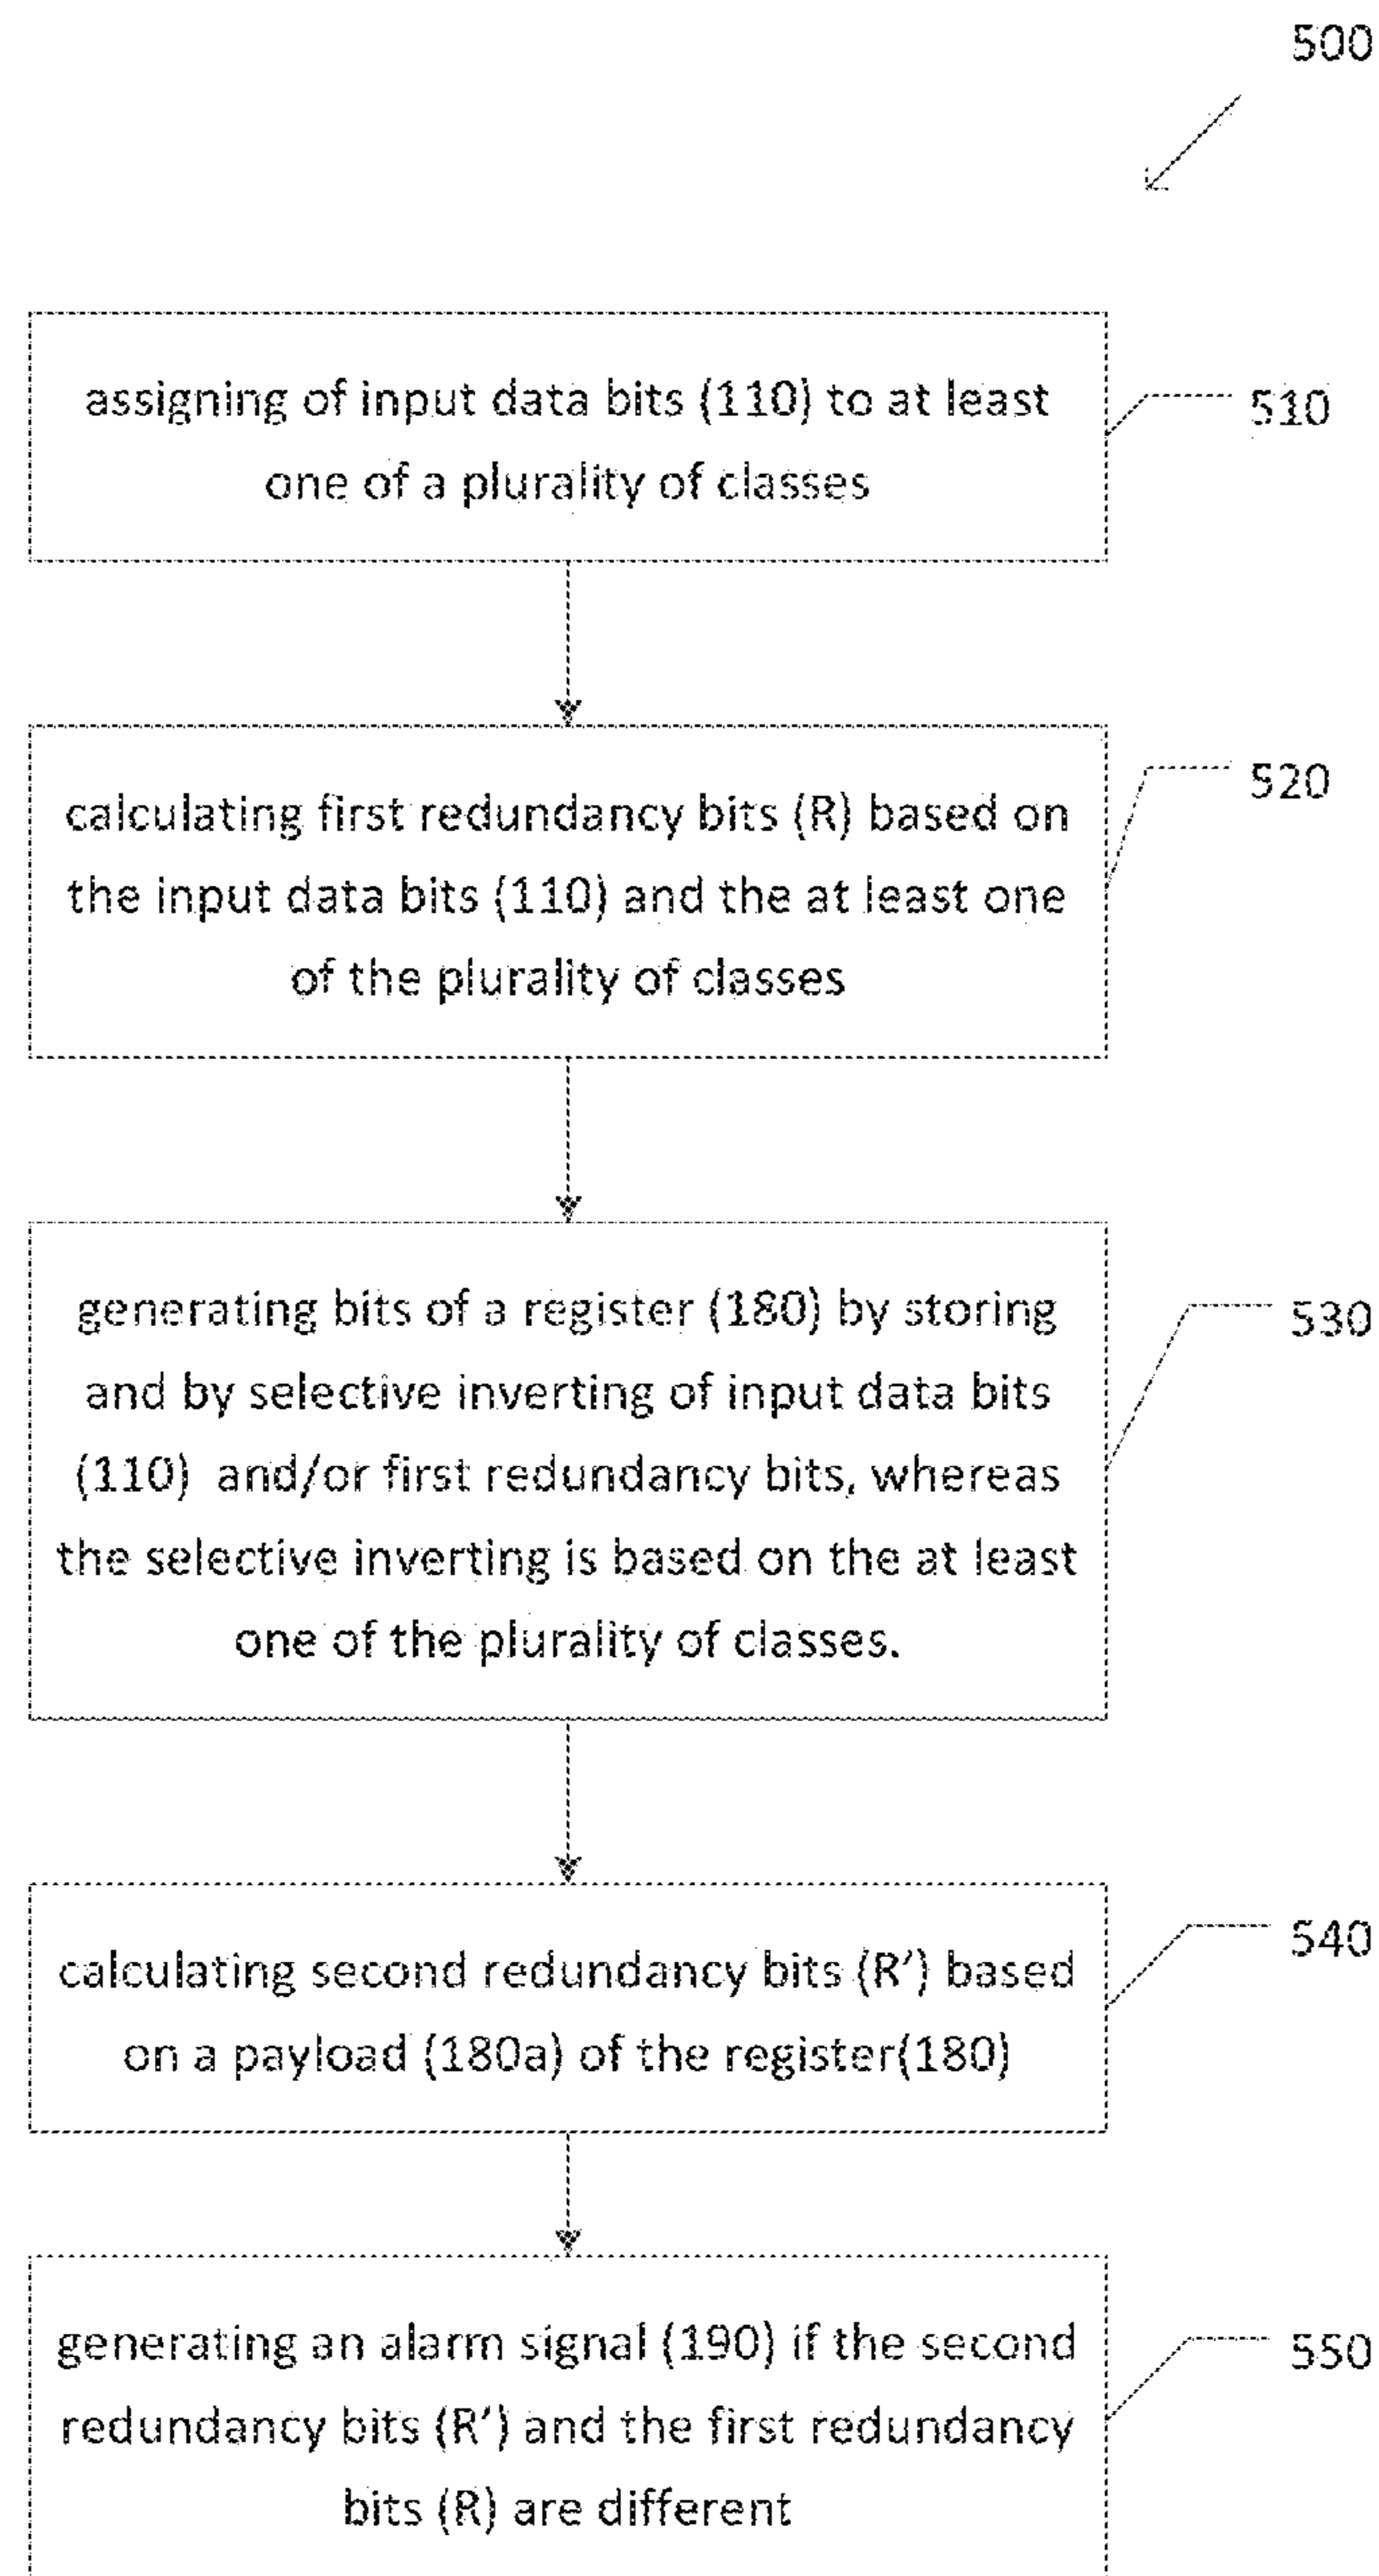 500
assigning of input data bits (110) to at least
one of a plurality of classes
510
calculating first redundancy bits (R) based on
the input data bits (110) and the at least one
of the plurality of classes
520
generating bits of a register (180) by storing
and by selective inverting of input data bits
(110) and/or first redundancy bits, whereas
the selective inverting is based on the at least
one of the plurality of classes.
530
calculating second redundancy bits (R') based
on a payload (180a) of the register(180)
540
generating an alarm signal (190) if the second
redundancy bits (R') and the first redundancy
bits (R) are different
550